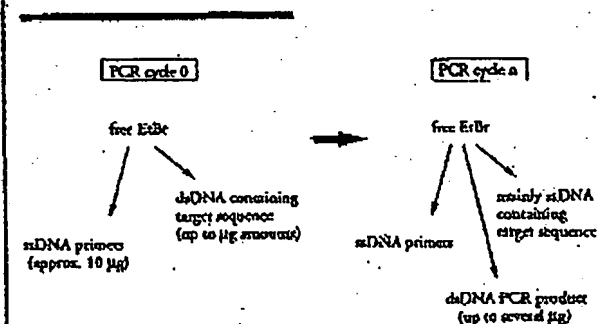 PCR cycle 0
free EtBr
dsDNA containing
target sequence
(up to µg amounts)
ssDNA primers
(approx. 10 µg)
PCR cycle n
free EtBr
mainly ssDNA
containing
target sequence
ssDNA primers
dsDNA PCR product
(up to several µg)